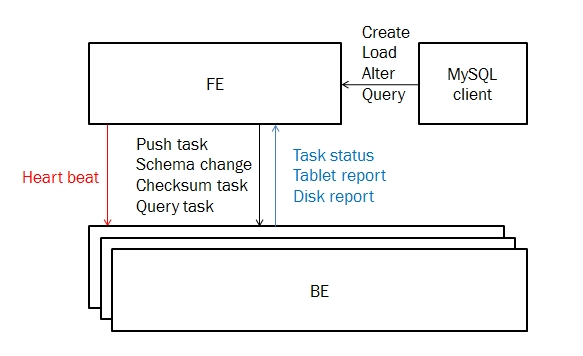 Create
Load
Alter
Query
FE
MySQL
client
Heart beat
Push task
Schema change
Checksum task
Query task
Task status
Tablet report
Disk report
BE